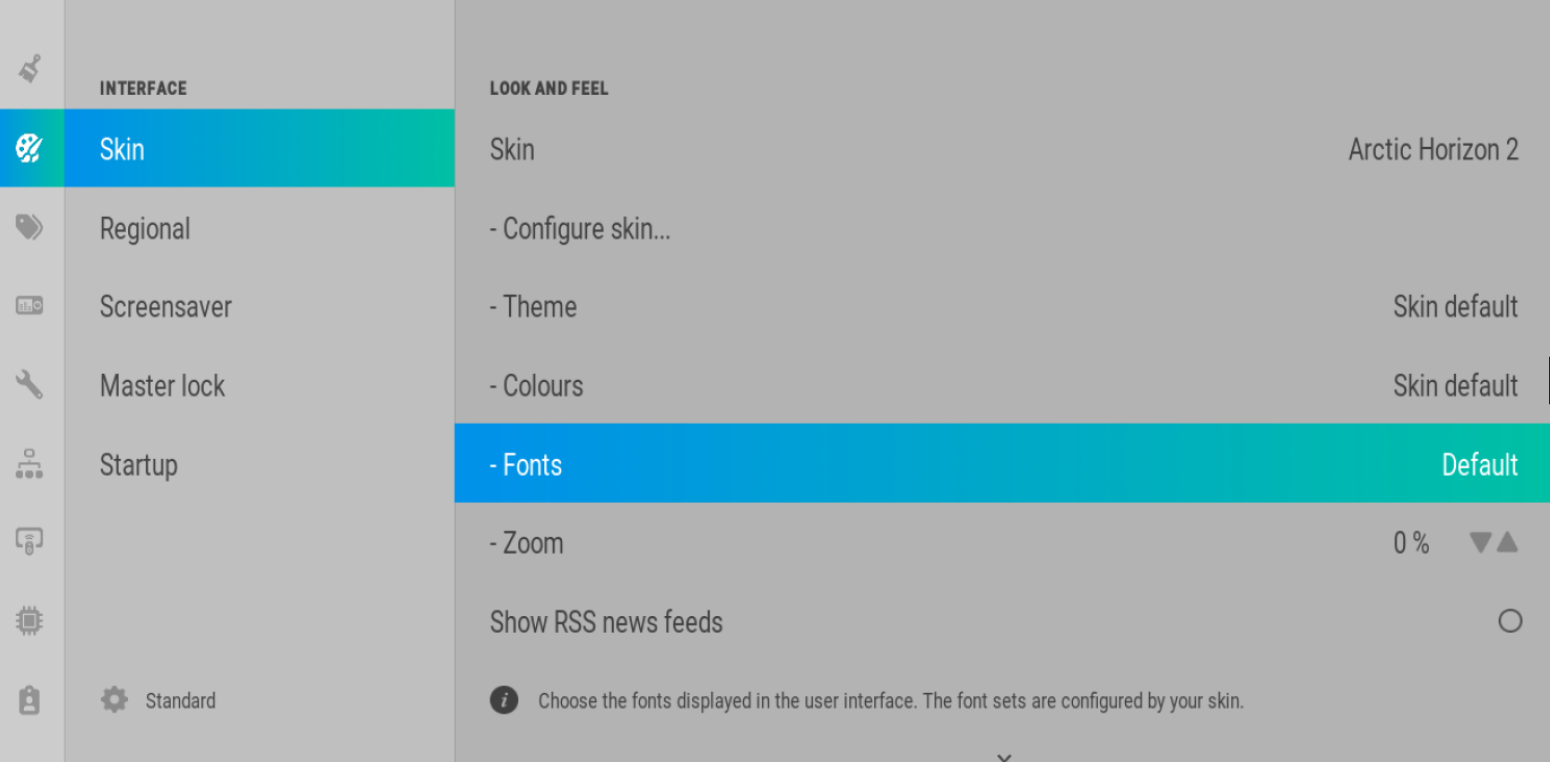 INTERFACE
Skin
Regional
Screensaver
Master lock
Startup
Standard
LOOK AND FEEL
Skin Arctic Horizon 2
- Configure skin...
- Theme Skin default
- Colours Skin default
- Fonts Default
- Zoom 0 %
Show RSS news feeds
Choose the fonts displayed in the user interface. The font sets are configured by your skin.